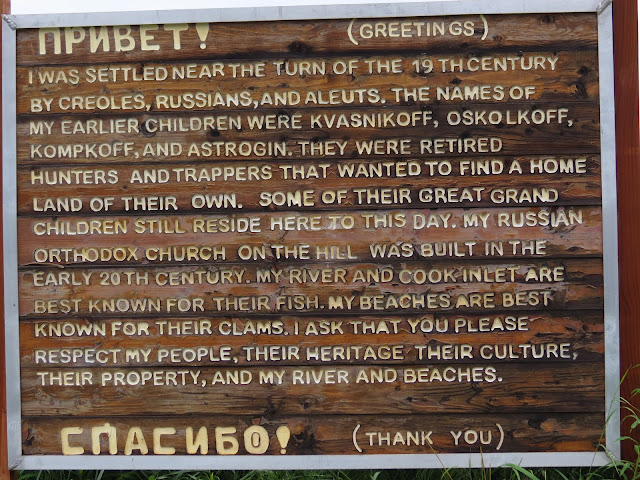 ПРИВЕТ! (GREETINGS)
I WAS SETTLED NEAR THE TURN OF THE 19TH CENTURY
BY CREOLES, RUSSIANS, AND ALEUTS. THE NAMES OF
MY EARLIER CHILDREN WERE KVASNIKOFF, OSKOLKOFF,
KOMPKOFF, AND ASTROGIN. THEY WERE RETIRED
HUNTERS AND TRAPPERS THAT WANTED TO FIND A HOME
LAND OF THEIR OWN. SOME OF THEIR GREAT GRAND
CHILDREN STILL RESIDE HERE TO THIS DAY. MY RUSSIAN
ORTHODOX CHURCH ON THE HILL WAS BUILT IN THE
EARLY 20TH CENTURY. MY RIVER AND COOK INLET ARE
BEST KNOWN FOR THEIR FISH. MY BEACHES ARE BEST
KNOWN FOR THEIR CLAMS. I ASK THAT YOU PLEASE
RESPECT MY PEOPLE, THEIR HERITAGE THEIR CULTURE,
THEIR PROPERTY, AND MY RIVER AND BEACHES.
СПАСИБО! (THANK YOU)